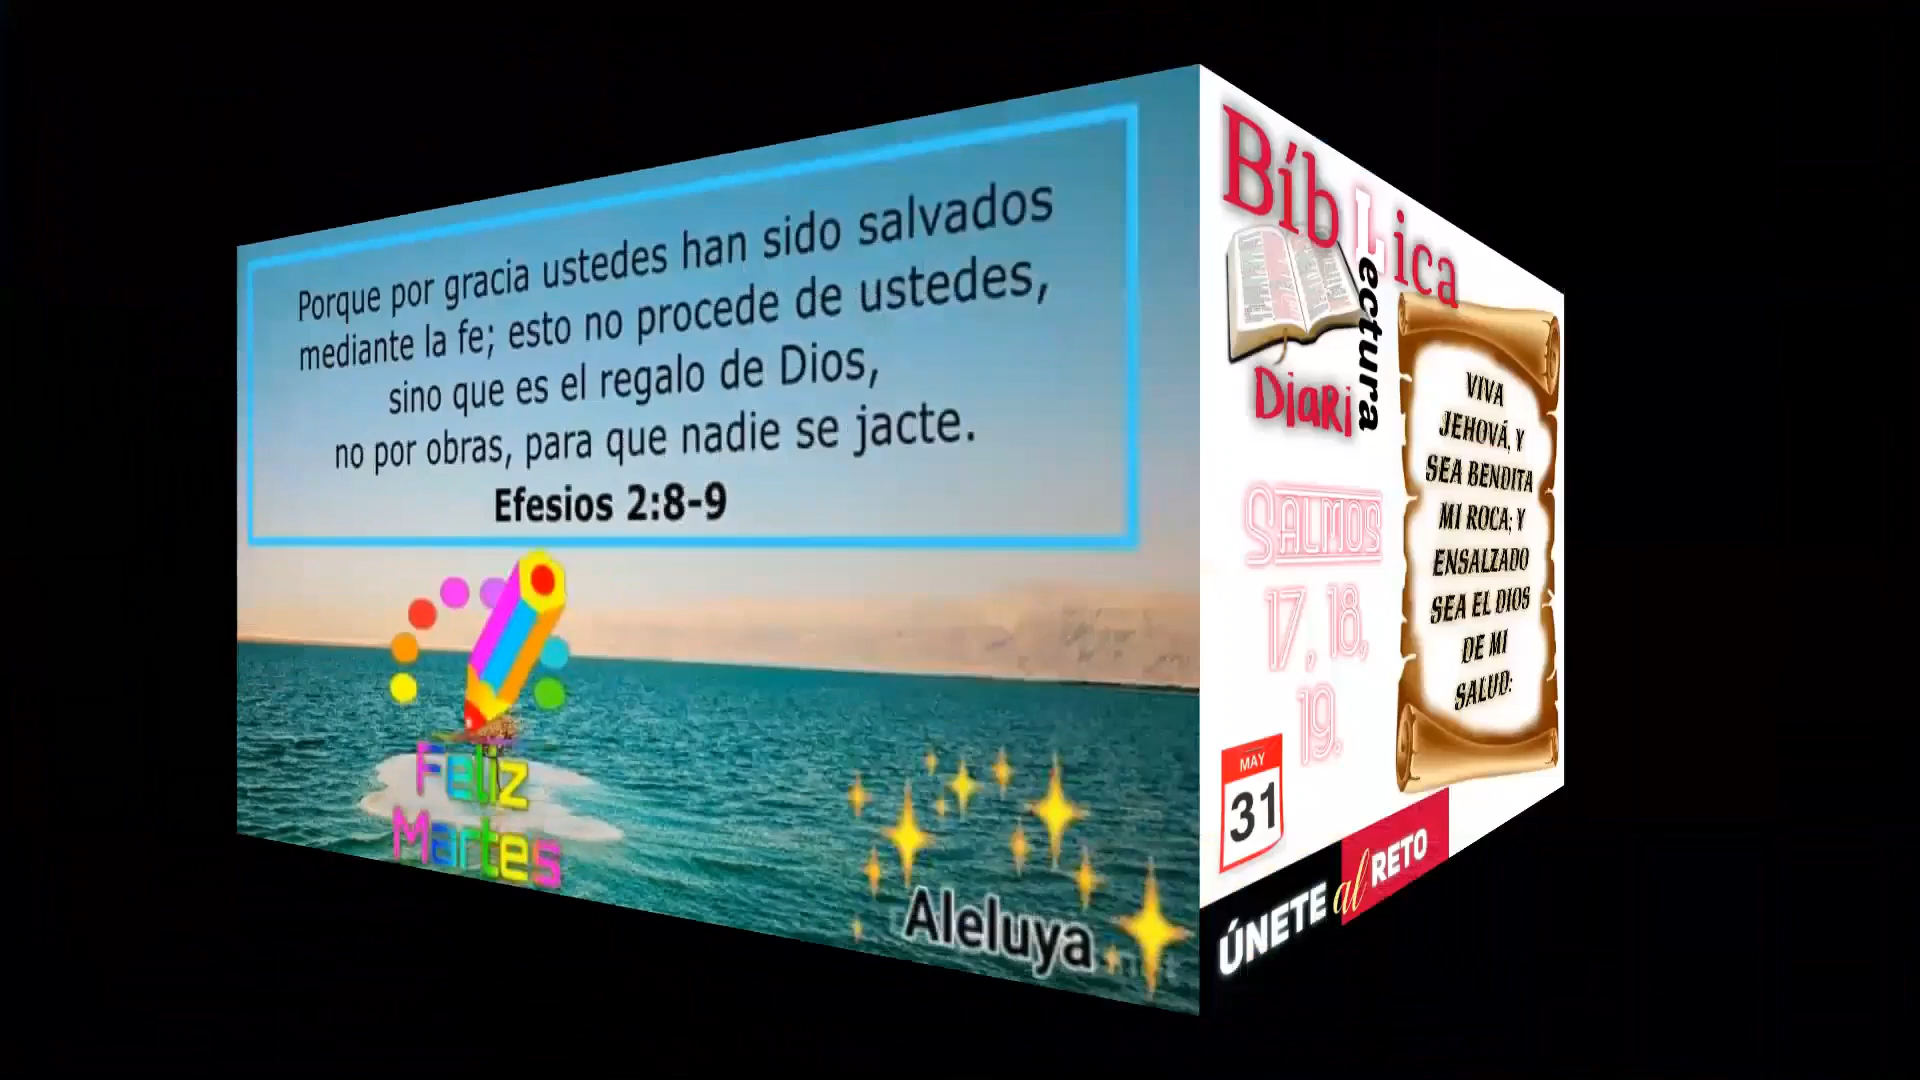 Porque por gracia ustedes han sido salvados
mediante la fe; esto no procede de ustedes,
sino que es el regalo de Dios,
no por obras, para que nadie se jacte.
Efesios 2:8-9
Feliz
Martes
Aleluya
BíbLica
Lectura
Diari
SALMOS
17, 18,
19.
MAY
31
VIVA
JEHOVÁ, Y
SEA BENDITA
MI ROCA; Y
ENSALZADO
SEA EL DIOS
DE MI
SALUD:
ÚNETE al RETO